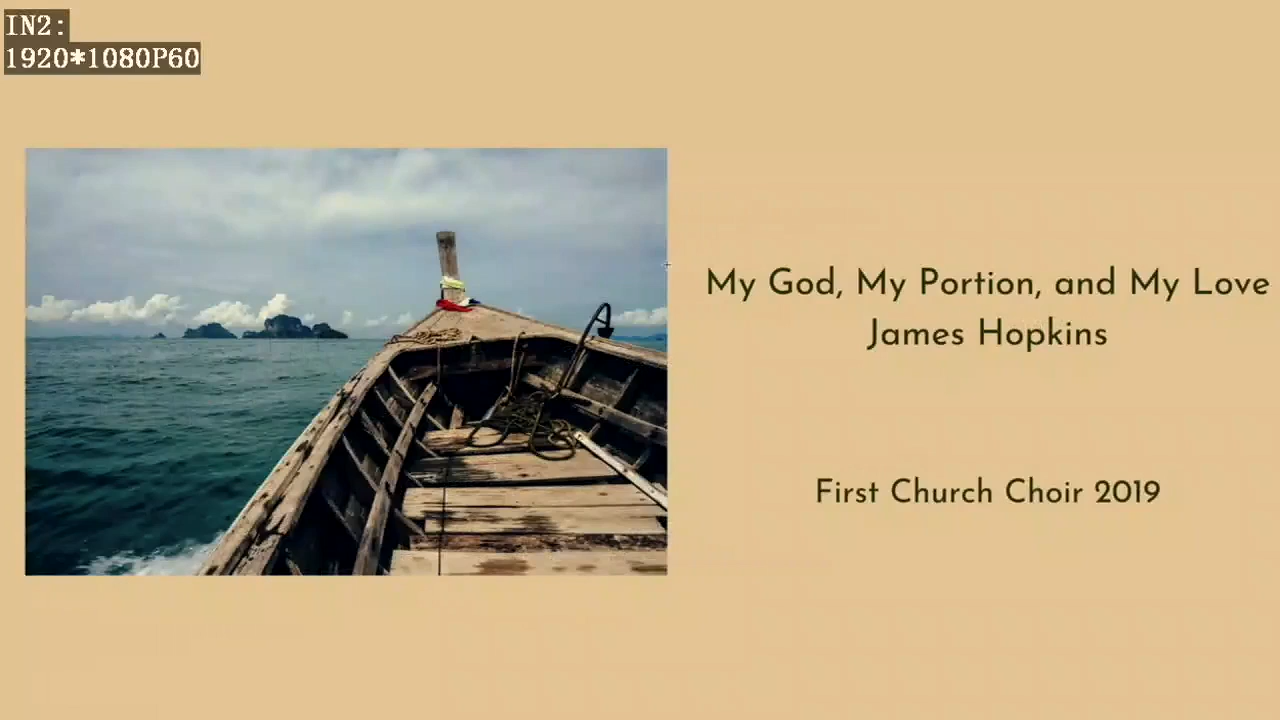 IN2:
1920*1080P60
My God, My Portion, and My Love
James Hopkins
First Church Choir 2019